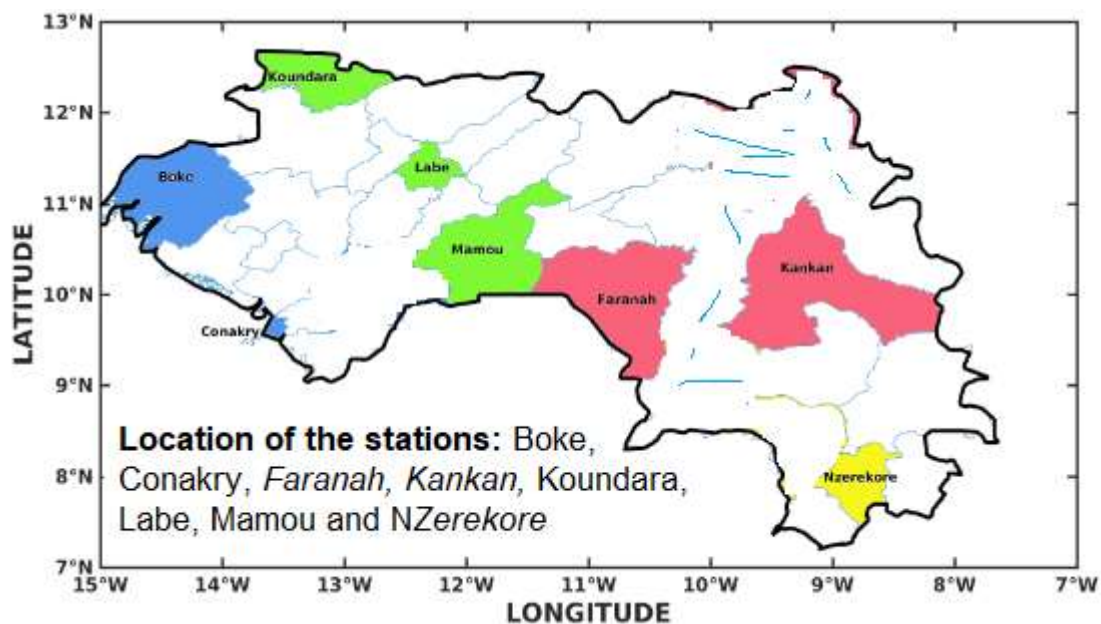 13°N
12°N
11°N
10°N
9°N
8°N
7°N
LATITUDE
Koundara
Boke
Labe
Mamou
Kankan
Faranah
Conakry
Nzerekore
Location of the stations: Boke,
Conakry, Faranah, Kankan, Koundara,
Labe, Mamou and NZerekore
15°W 14°W 13°W 12°W 11°W 10°W 9°W 8°W 7°W
LONGITUDE